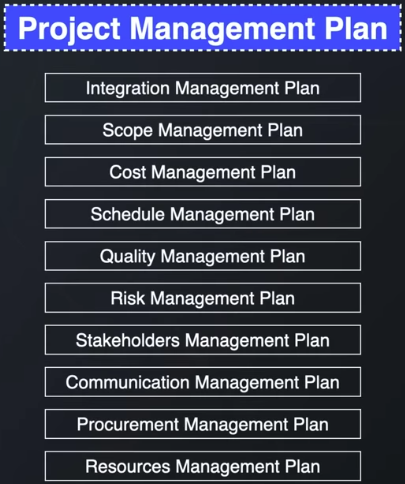 Project Management Plan
Integration Management Plan
Scope Management Plan
Cost Management Plan
Schedule Management Plan
Quality Management Plan
Risk Management Plan
Stakeholders Management Plan
Communication Management Plan
Procurement Management Plan
Resources Management Plan